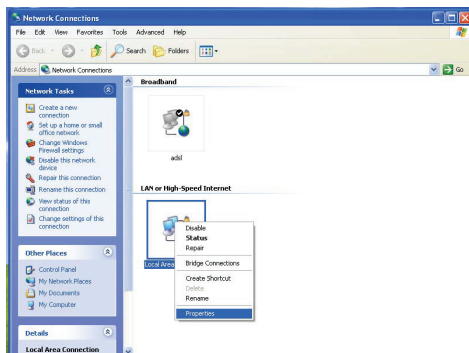 Network Connections
File Edit View Favorites Tools Advanced Help
Back Search Folders
Address Network Connections Go
Network Tasks
Create a new
connection
Set up a home or small
office network
Change Windows
Firewall settings
Disable this network
device
Repair this connection
Rename this connection
View status of this
connection
Change settings of this
connection
Other Places
Control Panel
My Network Places
My Documents
My Computer
Details
Local Area Connection
Broadband
adsl
LAN or High-Speed Internet
Local Area
Disable
Status
Repair
Bridge Connections
Create Shortcut
Delete
Rename
Properties